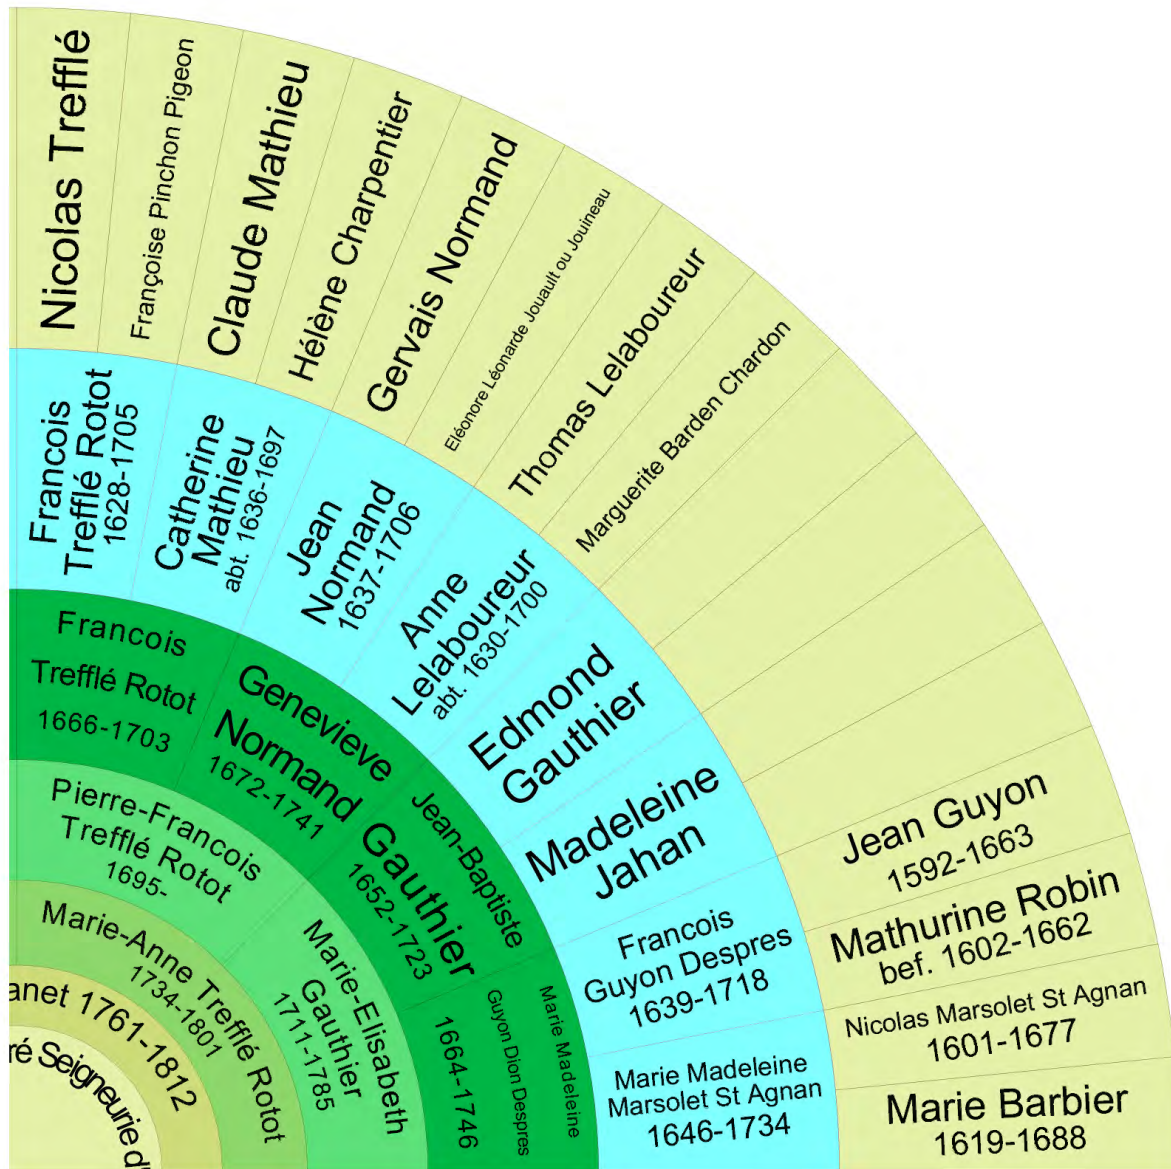 Nicolas Trefflé
Françoise Pinchon Pigeon
Claude Mathieu
Hélène Charpentier
Gervais Normand
Eléonore Léonarde Jouault ou Jouineau
Thomas Lelaboureur
Marguerite Barden Chardon
Jean Guyon
1592-1663
Mathurine Robin
bef. 1602-1662
Nicolas Marsolet St Agnan
1601-1677
Marie Barbier
1619-1688
Francois
Trefflé Rotot
1628-1705
Catherine
Mathieu
abt. 1636-1697
Jean
Normand
1637-1706
Anne
Lelaboureur
abt. 1630-1700
Edmond
Gauthier
Madeleine
Jahan
Francois
Guyon Despres
1639-1718
Marie Madeleine
Marsolet St Agnan
1646-1734
Francois
Trefflé Rotot
1666-1703
Genevieve
Normand
1672-1741
Jean-Baptiste
Gauthier
1652-1723
Marie Madeleine
Guyon Dion Despres
1664-1746
Pierre-Francois
Trefflé Rotot
1695-
Marie-Elisabeth
Gauthier
1711-1785
Marie-Anne Trefflé Rotot
1734-1801
anet 1761-1812
ré Seigneurie d'